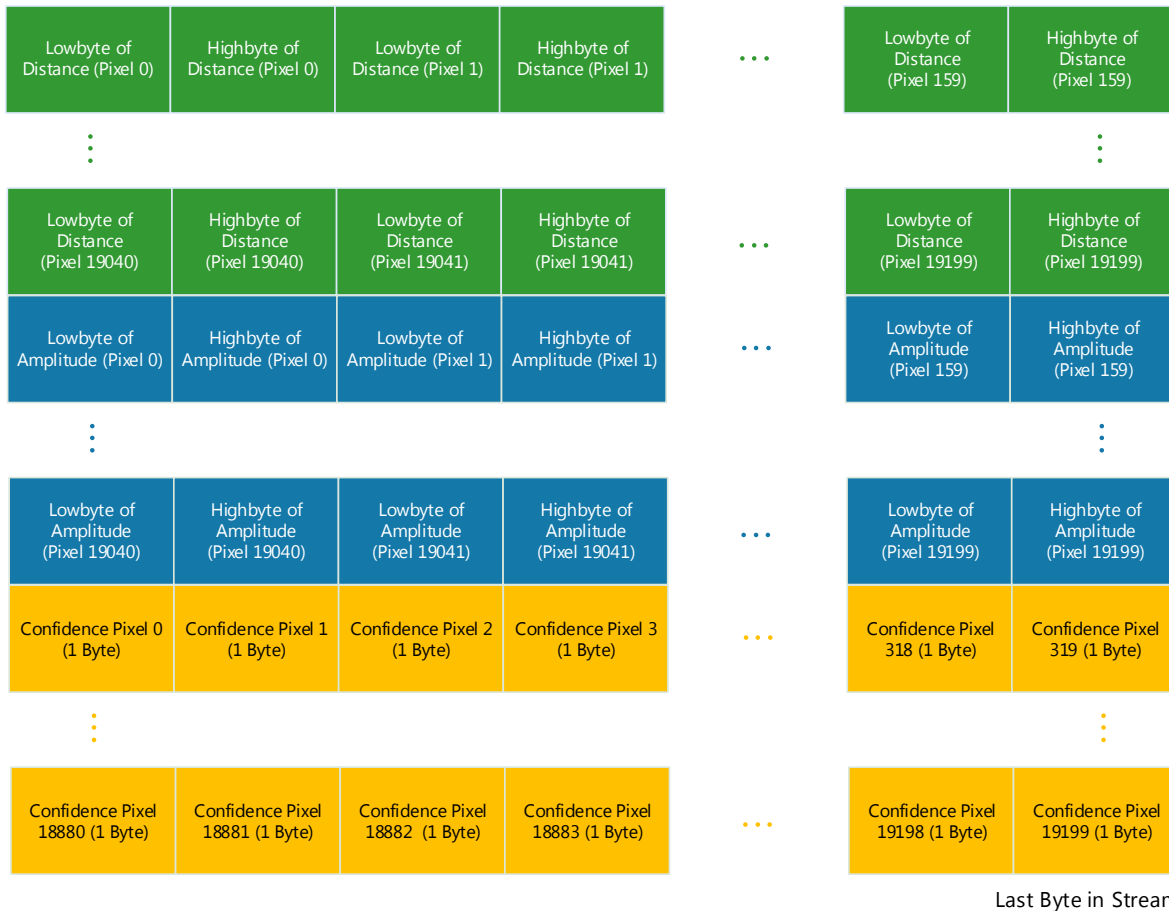 Lowbyte of
Distance (Pixel 0)
Highbyte of
Distance (Pixel 0)
Lowbyte of
Distance (Pixel 1)
Highbyte of
Distance (Pixel 1)
Lowbyte of
Distance
(Pixel 159)
Highbyte of
Distance
(Pixel 159)
Lowbyte of
Distance
(Pixel 19040)
Highbyte of
Distance
(Pixel 19040)
Lowbyte of
Distance
(Pixel 19041)
Highbyte of
Distance
(Pixel 19041)
Lowbyte of
Distance
(Pixel 19199)
Highbyte of
Distance
(Pixel 19199)
Lowbyte of
Amplitude (Pixel 0)
Highbyte of
Amplitude (Pixel 0)
Lowbyte of
Amplitude (Pixel 1)
Highbyte of
Amplitude (Pixel 1)
Lowbyte of
Amplitude
(Pixel 159)
Highbyte of
Amplitude
(Pixel 159)
Lowbyte of
Amplitude
(Pixel 19040)
Highbyte of
Amplitude
(Pixel 19040)
Lowbyte of
Amplitude
(Pixel 19041)
Highbyte of
Amplitude
(Pixel 19041)
Lowbyte of
Amplitude
(Pixel 19199)
Highbyte of
Amplitude
(Pixel 19199)
Confidence Pixel 0
(1 Byte)
Confidence Pixel 1
(1 Byte)
Confidence Pixel 2
(1 Byte)
Confidence Pixel 3
(1 Byte)
Confidence Pixel
318 (1 Byte)
Confidence Pixel
319 (1 Byte)
Confidence Pixel
18880 (1 Byte)
Confidence Pixel
18881 (1 Byte)
Confidence Pixel
18882 (1 Byte)
Confidence Pixel
18883 (1 Byte)
Confidence Pixel
19198 (1 Byte)
Confidence Pixel
19199 (1 Byte)
Last Byte in